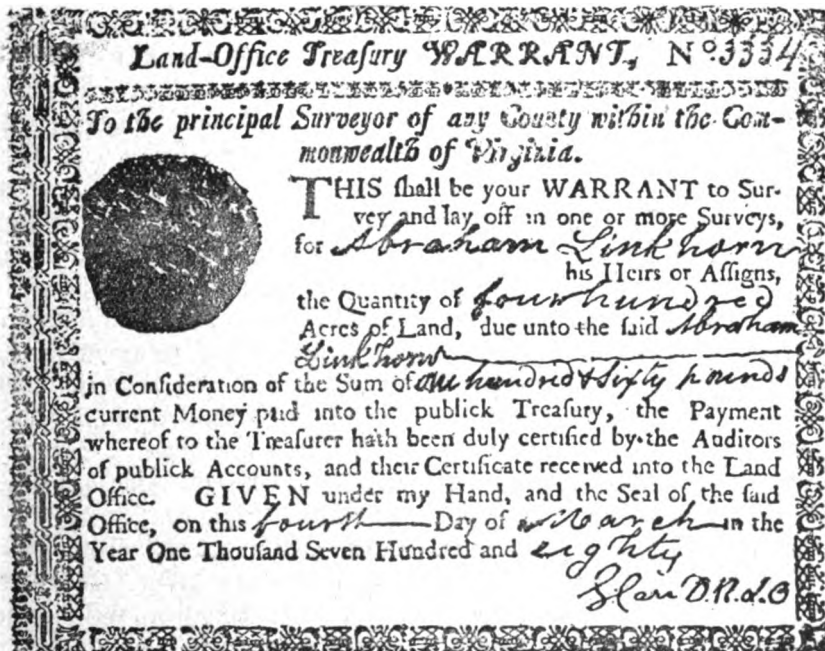 Land-Office Treaſury WARRANT, No. 3334
To the principal Surveyor of any County within the Com-
monwealth of Virginia.
THIS ſhall be your WARRANT to Sur-
vey and lay off in one or more Surveys,
for Abraham Linkhorn
his Heirs or Aſſigns,
the Quantity of four hundred
Acres of Land, due unto the ſaid Abraham
Linkhorn
in Conſideration of the Sum of one hundred & sixty pounds
current Money paid into the publick Treaſury, the Payment
whereof to the Treaſurer hath been duly certified by the Auditors
of publick Accounts, and their Certificate received into the Land
Office. GIVEN under my Hand, and the Seal of the ſaid
Office, on this fourth Day of March in the
Year One Thouſand Seven Hundred and eighty